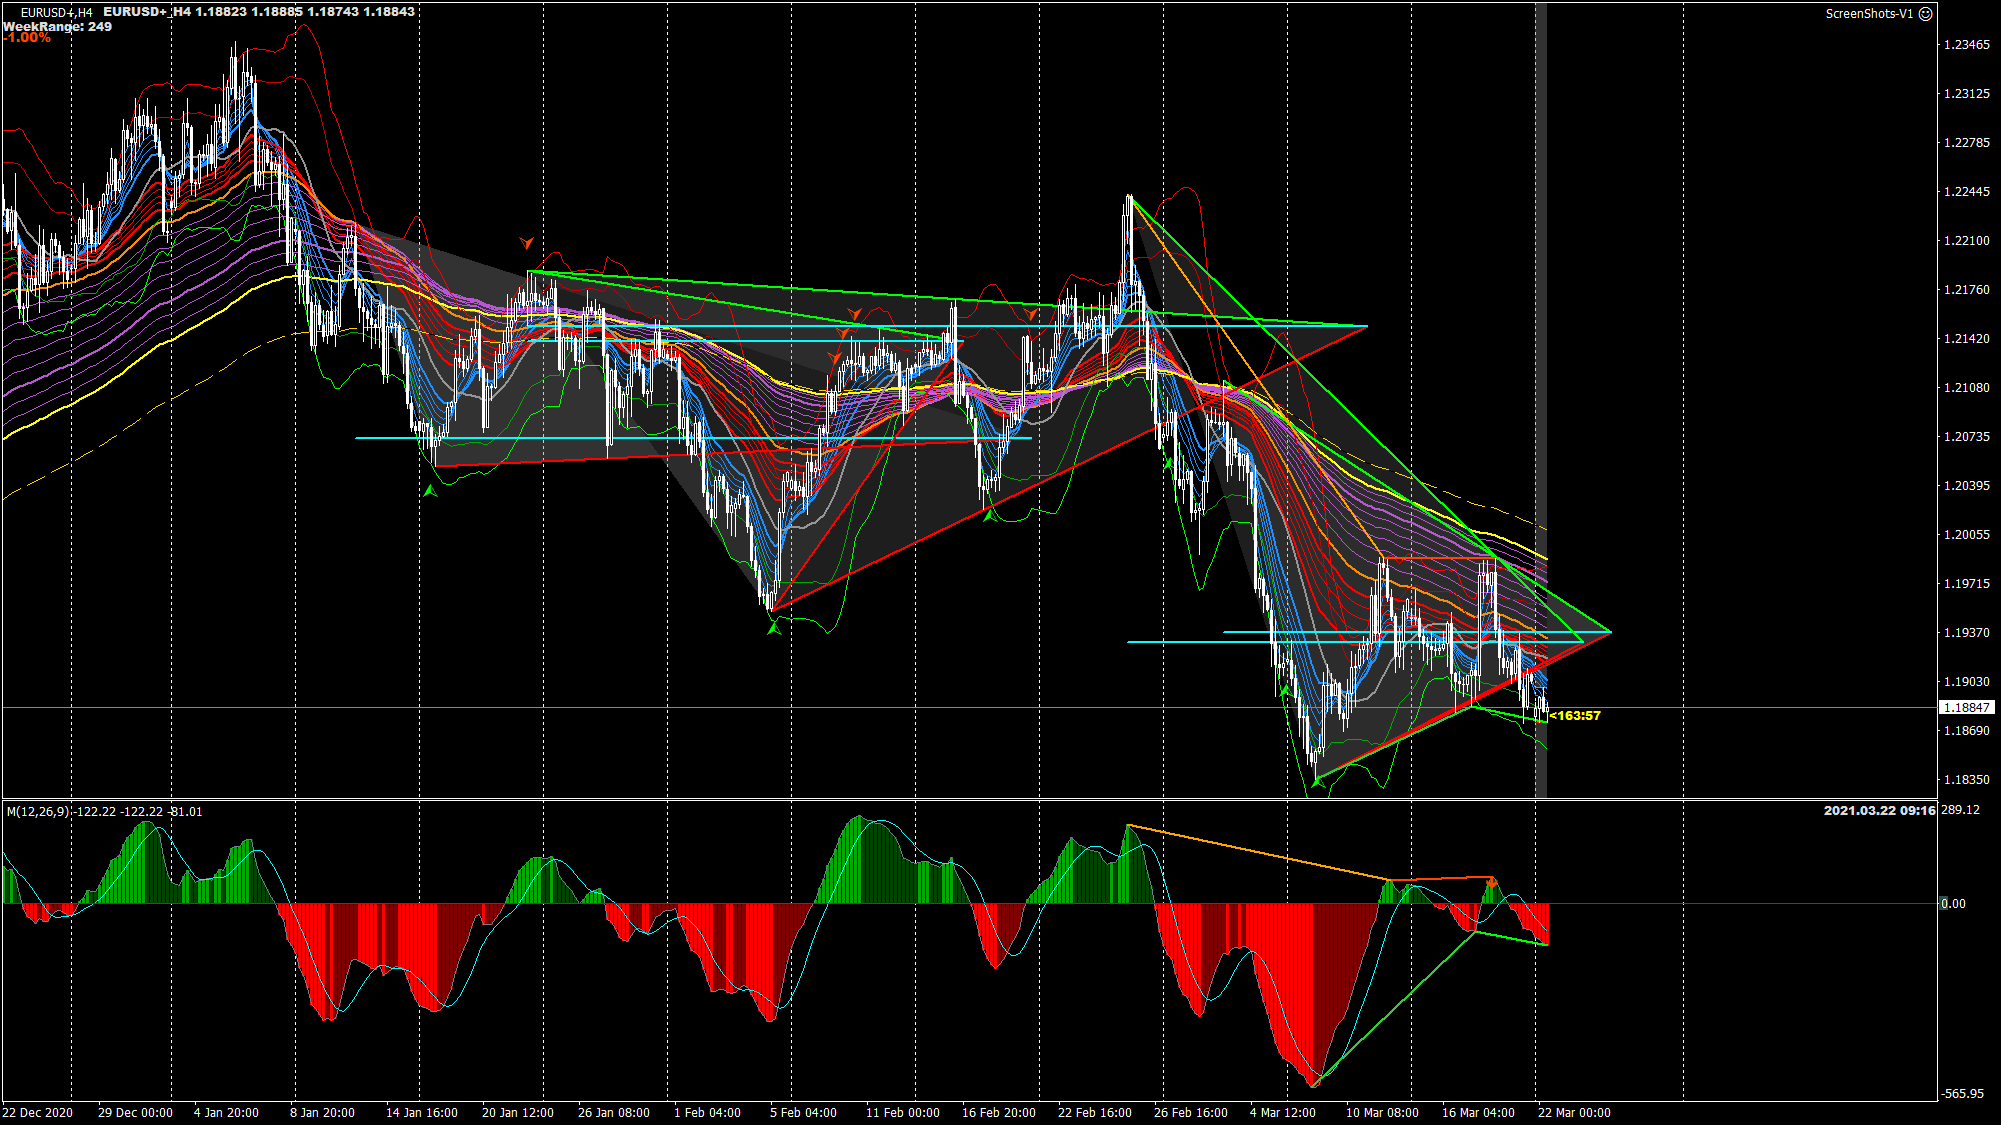 EURUSD+,H4 EURUSD+_H4 1.18823 1.18885 1.18743 1.18843
ScreenShots-V1 ☺
WeekRange: 249
-1.00%
1.23465
1.23125
1.22785
1.22445
1.22100
1.21760
1.21420
1.21080
1.20735
1.20395
1.20055
1.19715
1.19370
1.19030
1.18847
<163:57
1.18690
1.18350
M(12,26,9) -122.22 -122.22 -81.01
2021.03.22 09:16
289.12
0.00
-565.95
22 Dec 2020
29 Dec 00:00
4 Jan 20:00
8 Jan 20:00
14 Jan 16:00
20 Jan 12:00
26 Jan 08:00
1 Feb 04:00
5 Feb 04:00
11 Feb 00:00
16 Feb 20:00
22 Feb 16:00
26 Feb 16:00
4 Mar 12:00
10 Mar 08:00
16 Mar 04:00
22 Mar 00:00